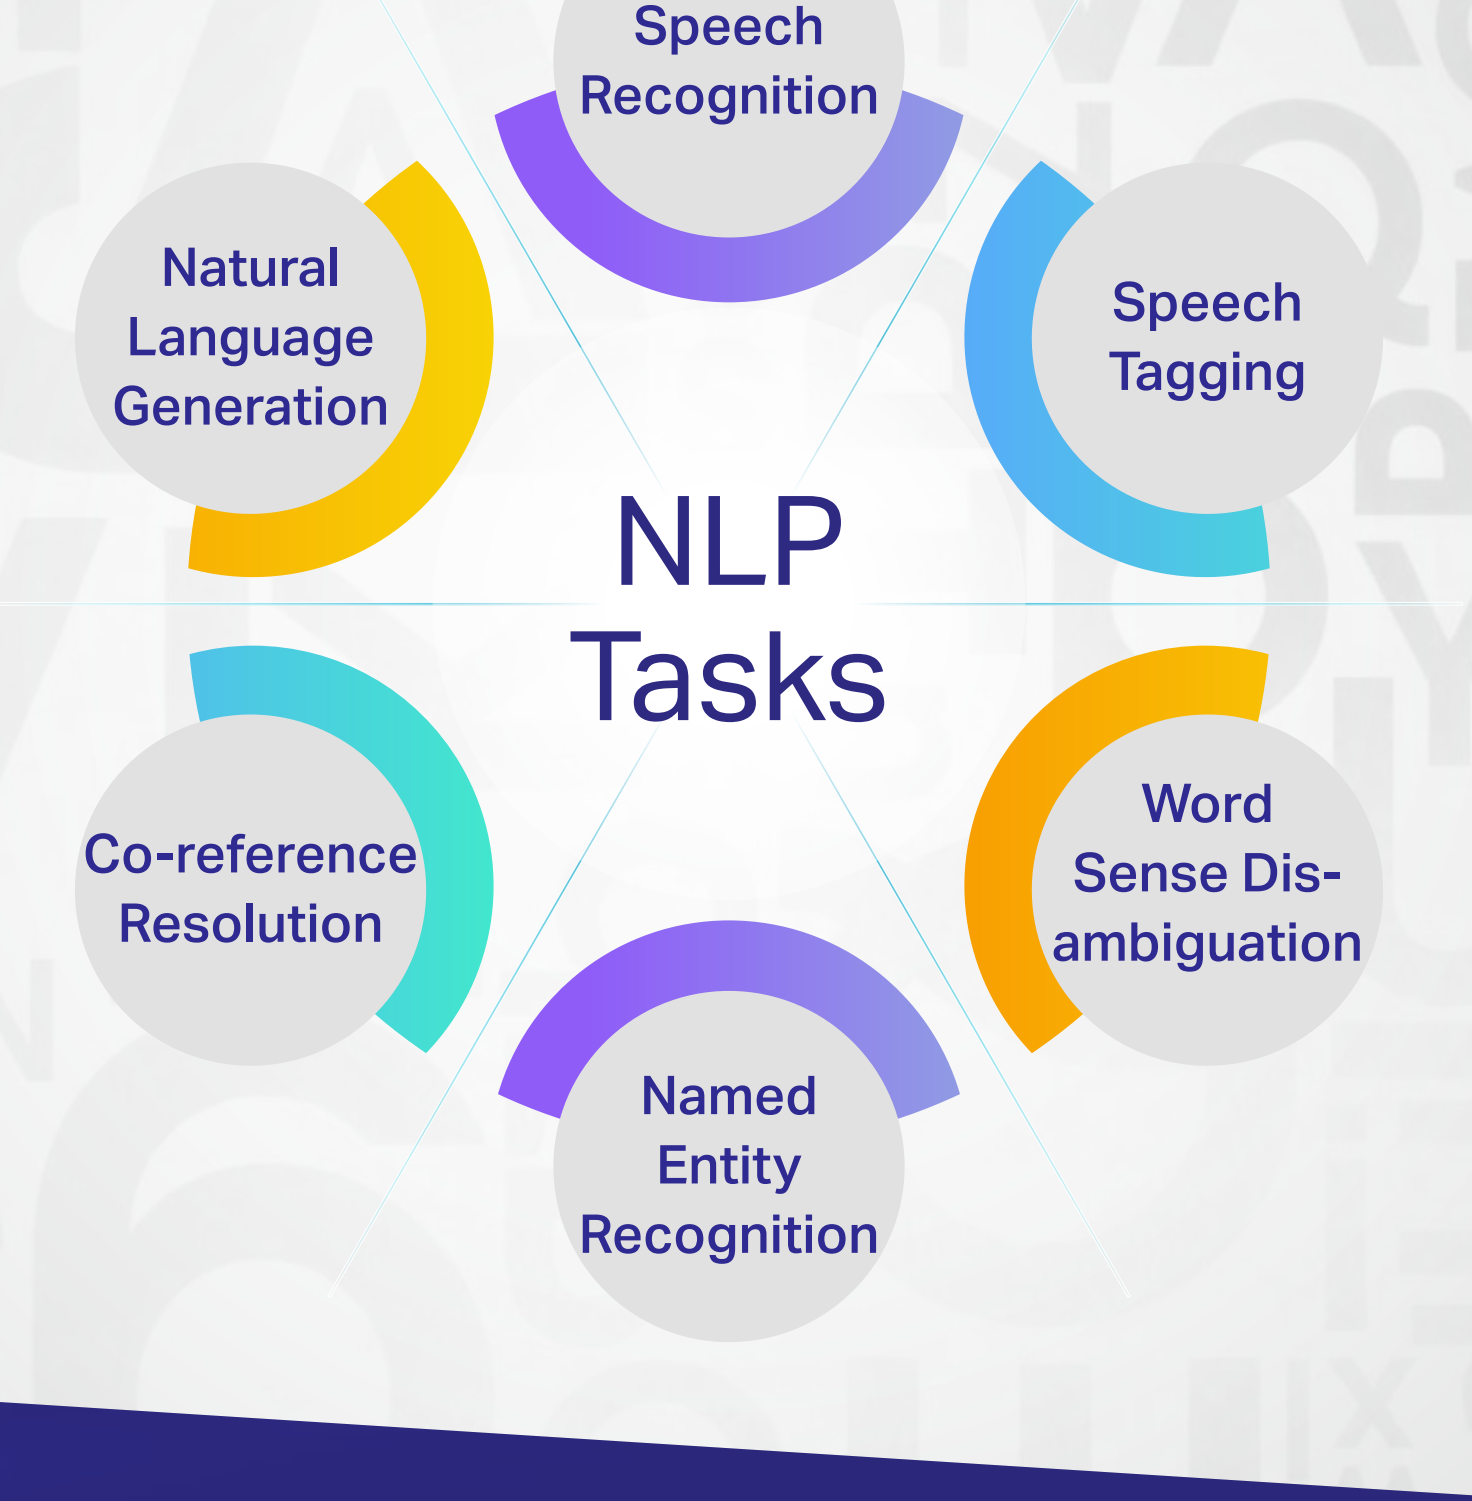 Speech
Recognition
Natural
Language
Generation
Speech
Tagging
NLP
Tasks
Co-reference
Resolution
Word
Sense Dis-
ambiguation
Named
Entity
Recognition